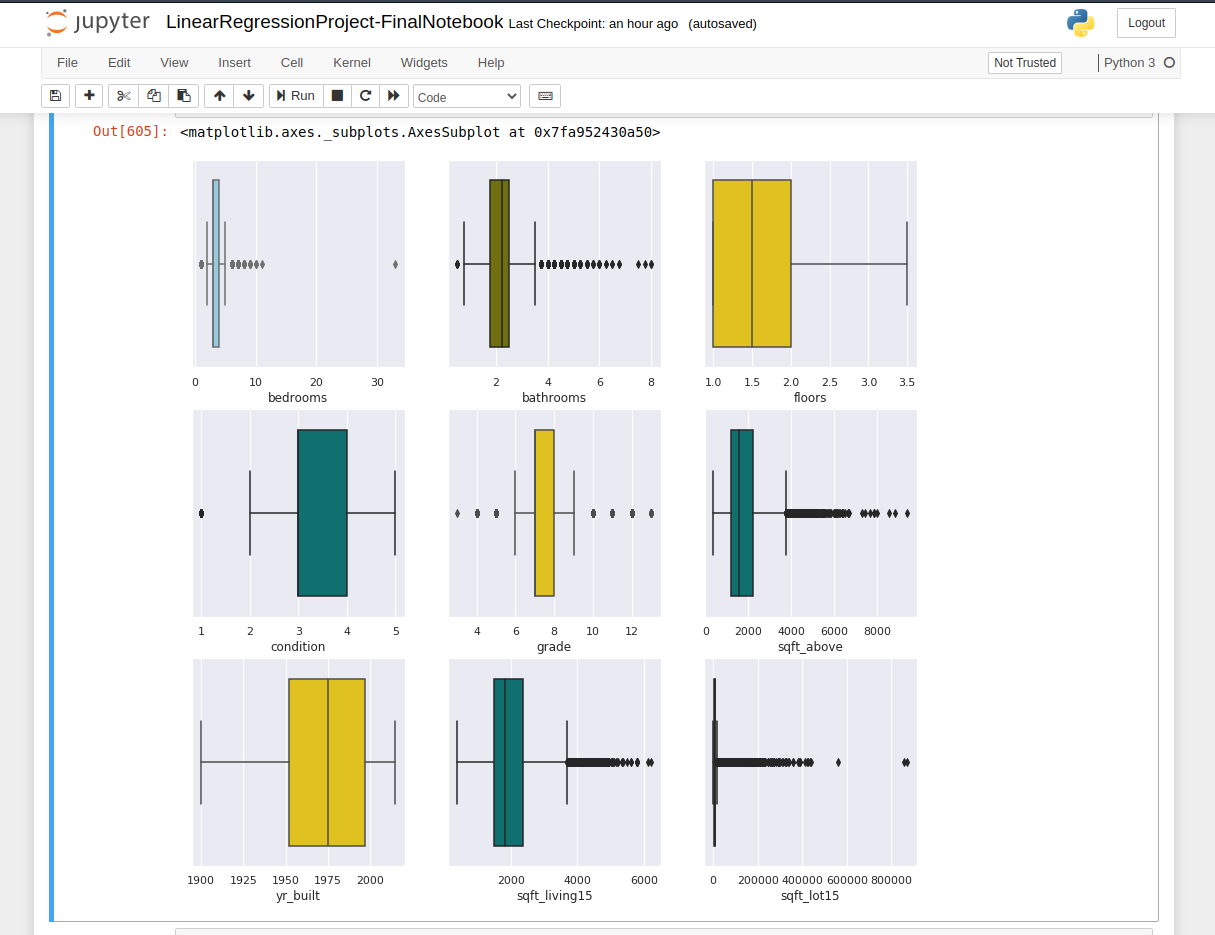 jupyter LinearRegressionProject-FinalNotebook Last Checkpoint: an hour ago (autosaved) Logout
File Edit View Insert Cell Kernel Widgets Help Not Trusted Python 3
Run Code
Out[605]: <matplotlib.axes._subplots.AxesSubplot at 0x7fa952430a50>
0 10 20 30 2 4 6 8 1.0 1.5 2.0 2.5 3.0 3.5
bedrooms bathrooms floors
1 2 3 4 5 4 6 8 10 12 0 2000 4000 6000 8000
condition grade sqft_above
1900 1925 1950 1975 2000 2000 4000 6000 0 200000 400000 600000 800000
yr_built sqft_living15 sqft_lot15